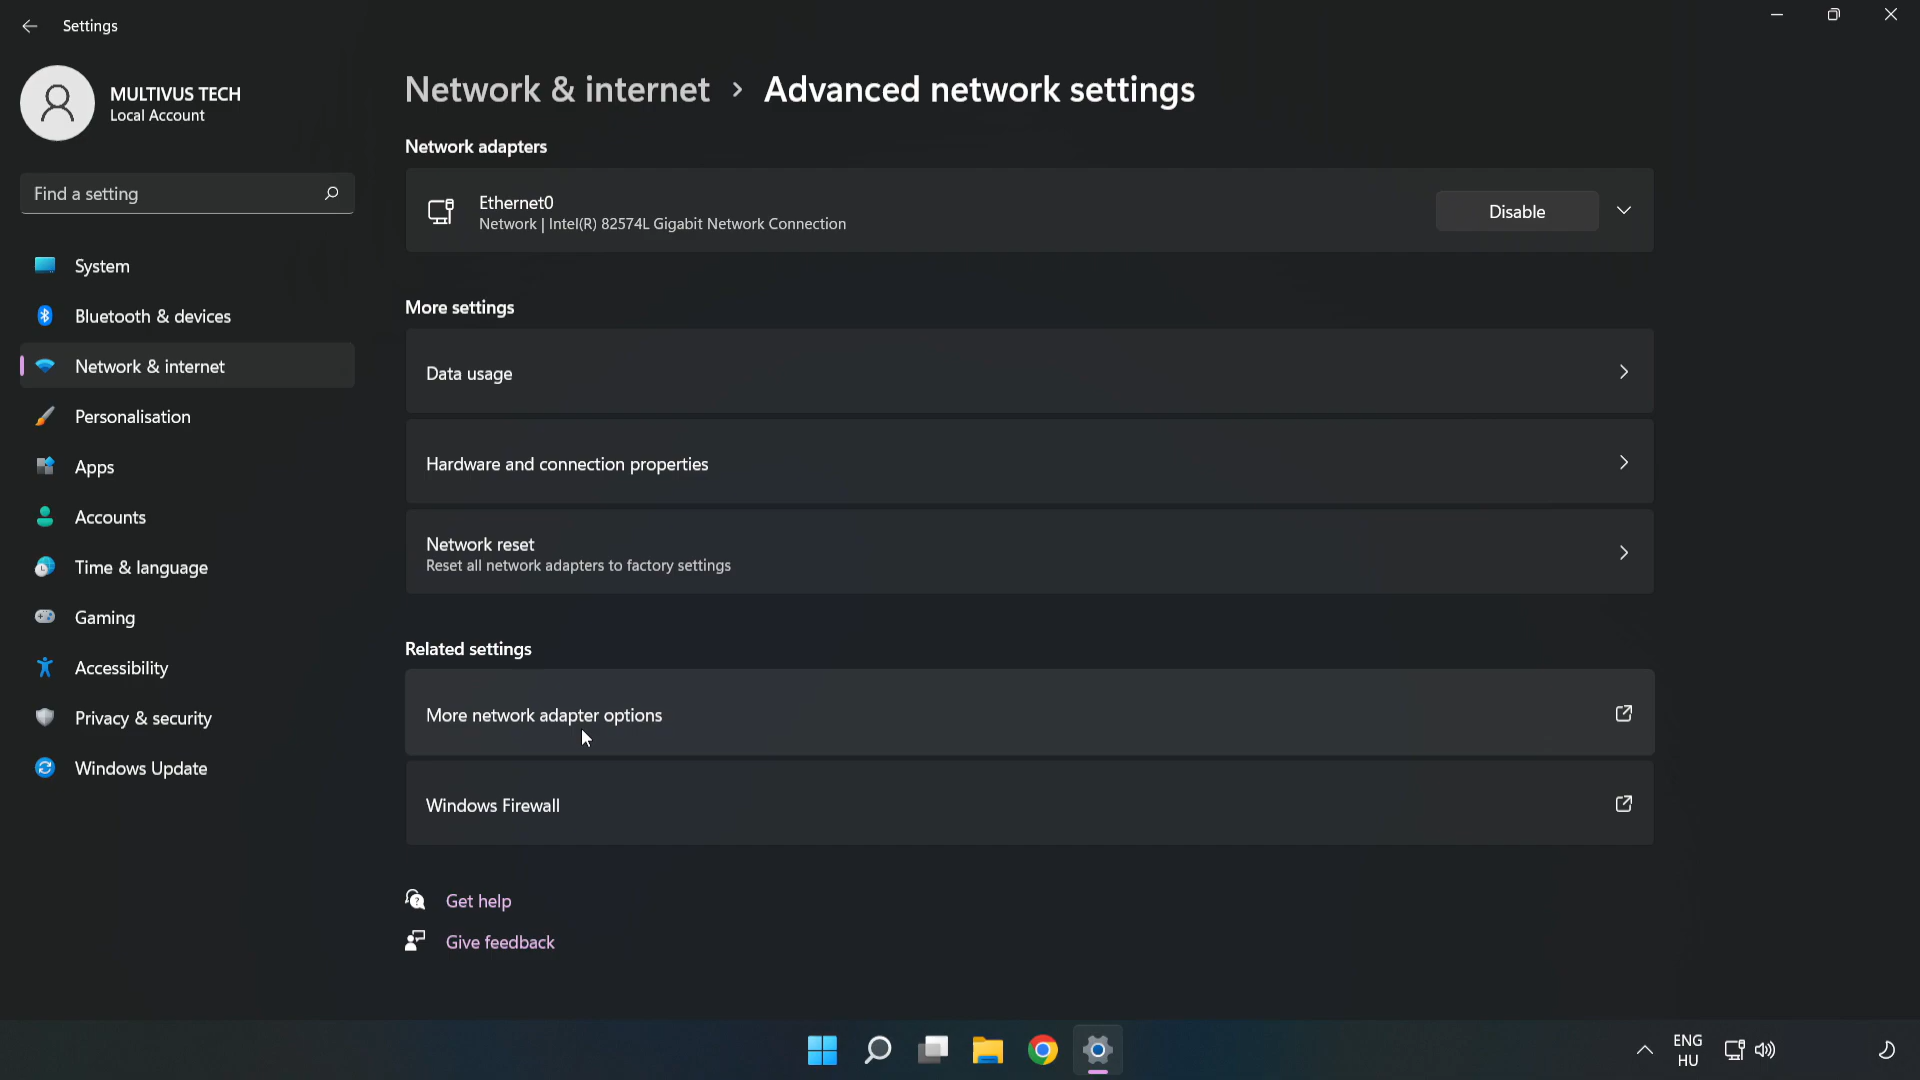 Settings
MULTIVUS TECH
Local Account
Find a setting
System
Bluetooth & devices
Network & internet
Personalisation
Apps
Accounts
Time & language
Gaming
Accessibility
Privacy & security
Windows Update
Network & internet > Advanced network settings
Network adapters
Ethernet0
Network | Intel(R) 82574L Gigabit Network Connection
Disable
More settings
Data usage
Hardware and connection properties
Network reset
Reset all network adapters to factory settings
Related settings
More network adapter options
Windows Firewall
Get help
Give feedback
ENG
HU